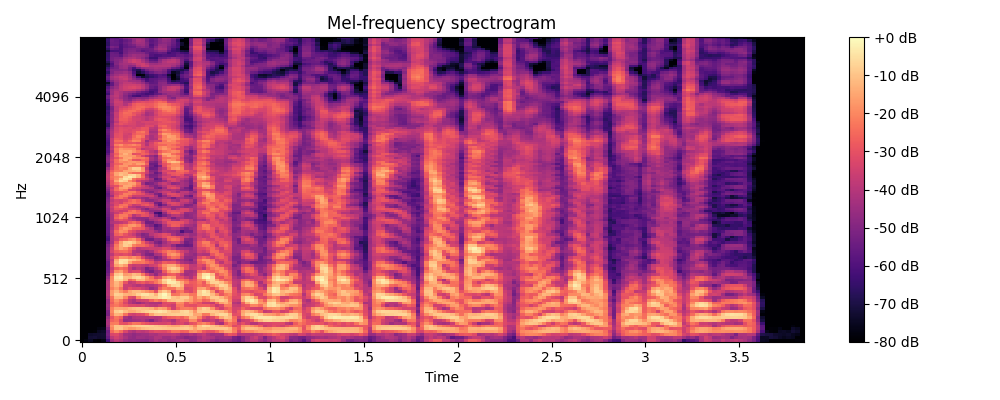 Mel-frequency spectrogram
Hz
4096
2048
1024
512
0
0
0.5
1
1.5
2
2.5
3
3.5
Time
+0 dB
-10 dB
-20 dB
-30 dB
-40 dB
-50 dB
-60 dB
-70 dB
-80 dB